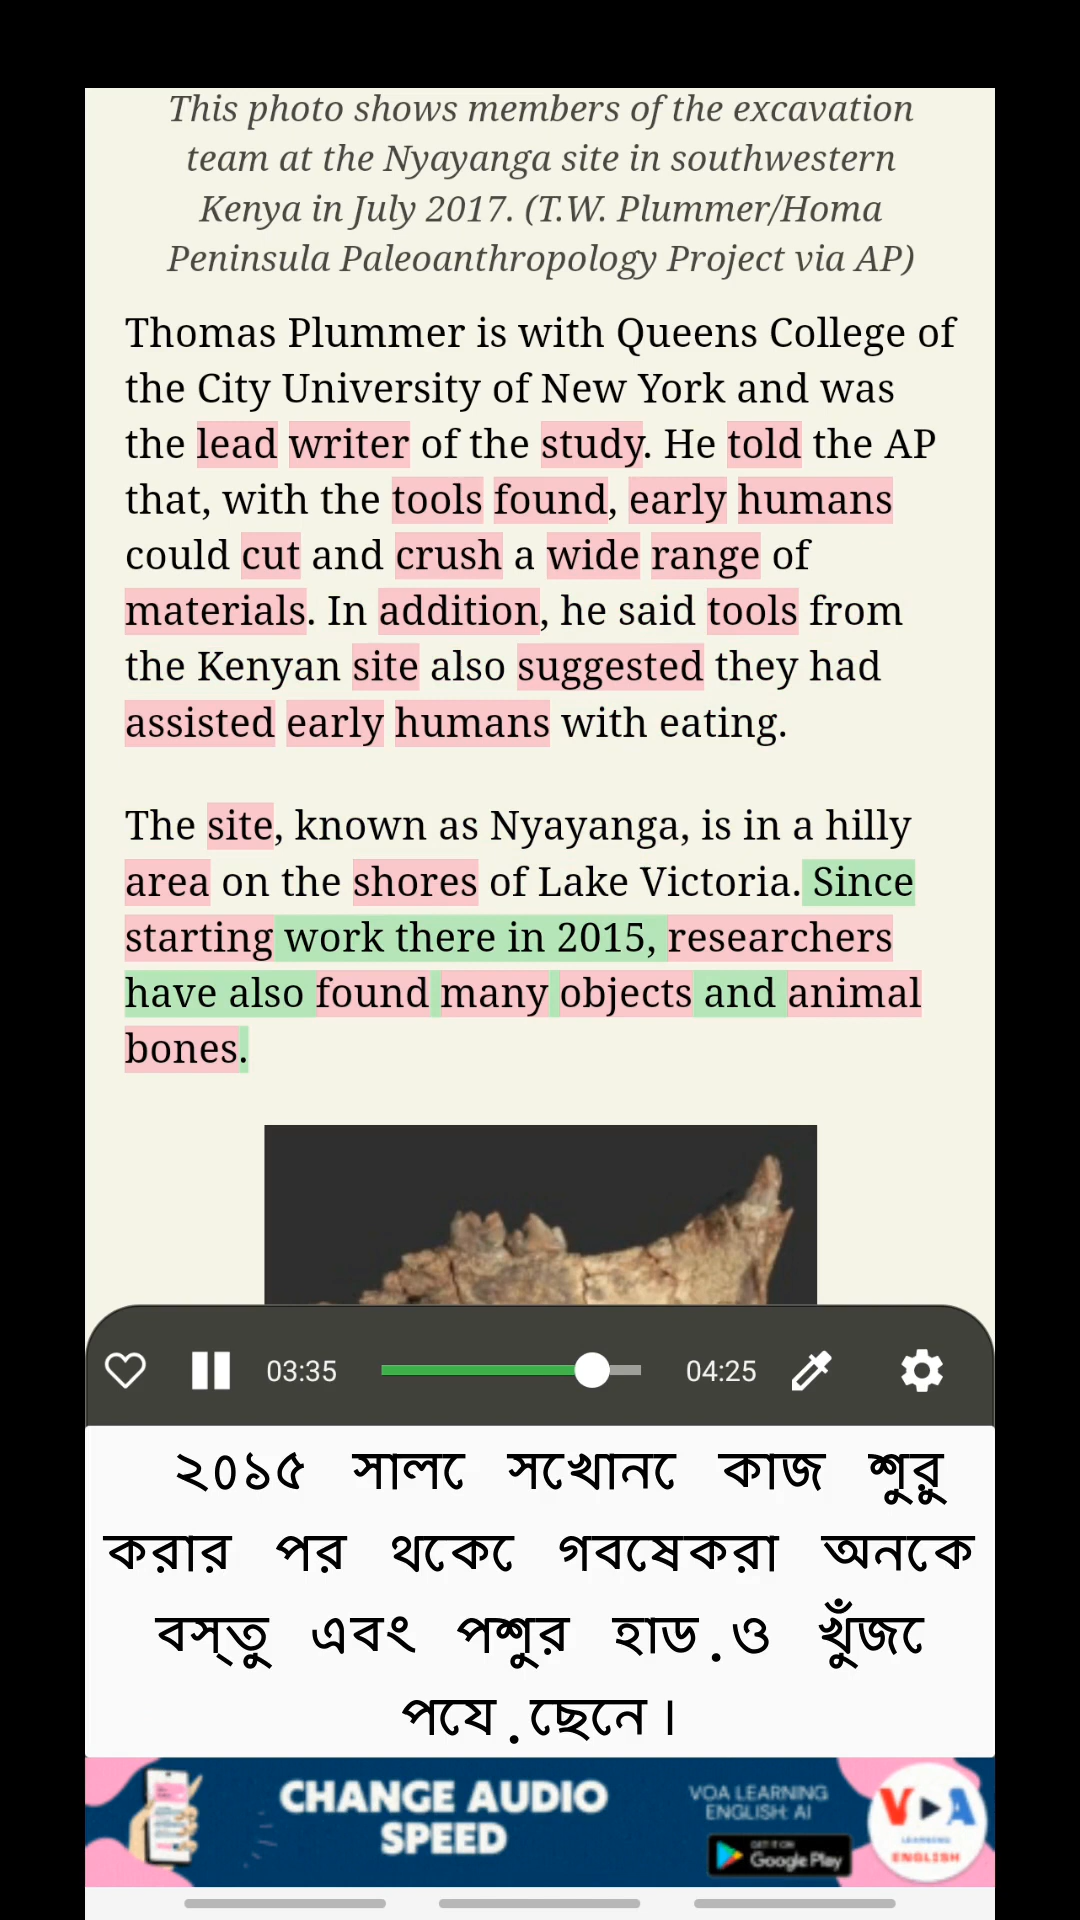 This photo shows members of the excavation
team at the Nyayanga site in southwestern
Kenya in July 2017. (T.W. Plummer/Homa
Peninsula Paleoanthropology Project via AP)
Thomas Plummer is with Queens College of
the City University of New York and was
the lead writer of the study. He told the AP
that, with the tools found, early humans
could cut and crush a wide range of
materials. In addition, he said tools from
the Kenyan site also suggested they had
assisted early humans with eating.
The site, known as Nyayanga, is in a hilly
area on the shores of Lake Victoria. Since
starting work there in 2015, researchers
have also found many objects and animal
bones.
03:35 04:25
২০১৫ সালে সেখানে কাজ শুরু
করার পর থেকে গবেষকরা অনেক
বস্তু এবং পশুর হাড়ও খুঁজে
পেয়েছেন।
CHANGE AUDIO
SPEED
VOA LEARNING
ENGLISH: AI
GET IT ON
Google Play
VOA
LEARNING
ENGLISH